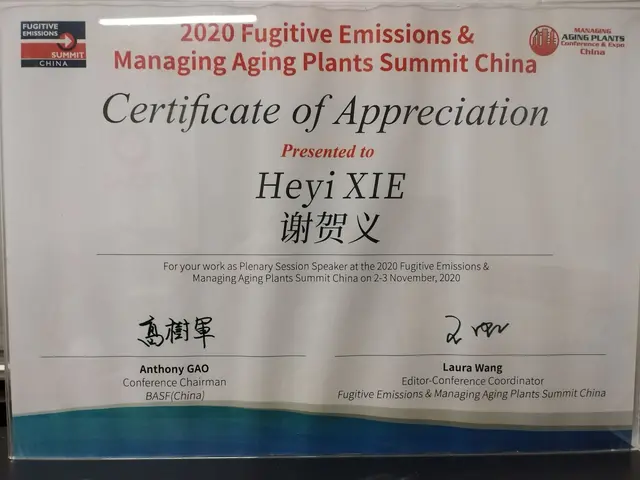 FUGITIVE
EMISSIONS
SUMMIT
CHINA
2020 Fugitive Emissions &
Managing Aging Plants Summit China
MANAGING
AGING PLANTS
Conference & Expo
China
Certificate of Appreciation
Presented to
Heyi XIE
谢贺义
For your work as Plenary Session Speaker at the 2020 Fugitive Emissions &
Managing Aging Plants Summit China on 2-3 November, 2020
高樹軍
Anthony GAO
Conference Chairman
BASF(China)
Laura Wang
Editor-Conference Coordinator
Fugitive Emissions & Managing Aging Plants Summit China